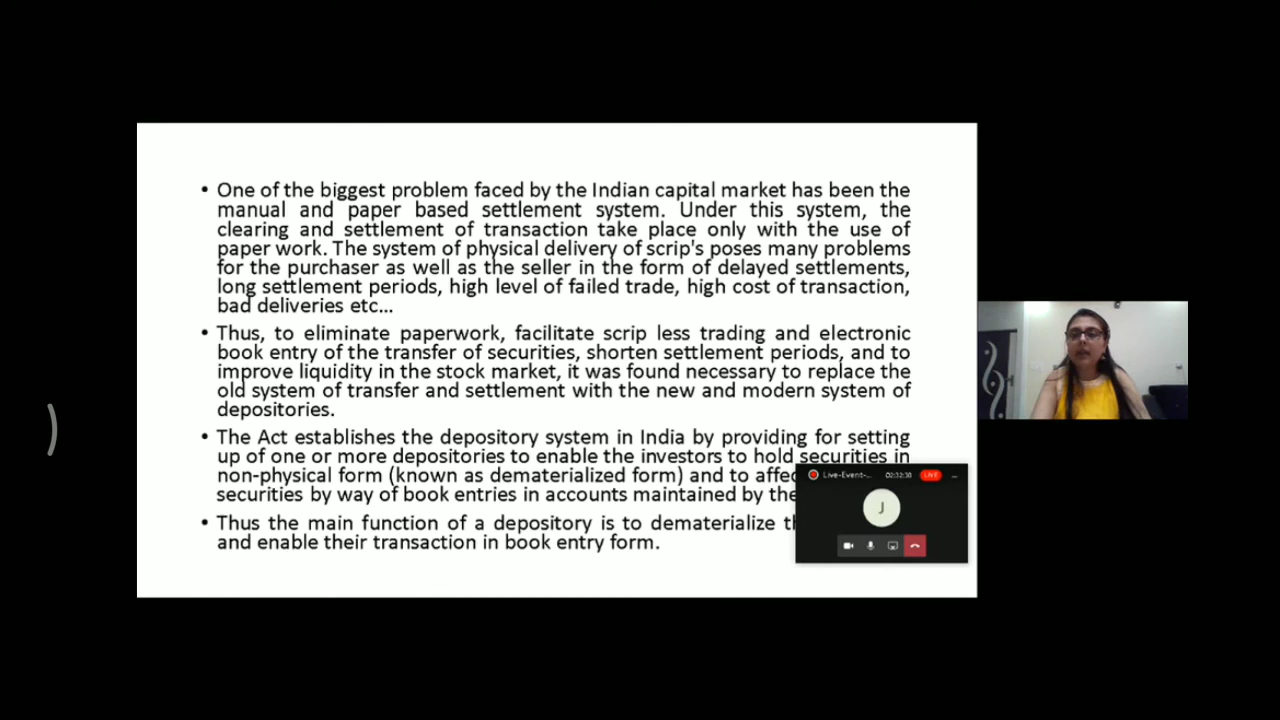 • One of the biggest problem faced by the Indian capital market has been the
manual and paper based settlement system. Under this system, the
clearing and settlement of transaction take place only with the use of
paper work. The system of physical delivery of scrip's poses many problems
for the purchaser as well as the seller in the form of delayed settlements,
long settlement periods, high level of failed trade, high cost of transaction,
bad deliveries etc...
• Thus, to eliminate paperwork, facilitate scrip less trading and electronic
book entry of the transfer of securities, shorten settlement periods, and to
improve liquidity in the stock market, it was found necessary to replace the
old system of transfer and settlement with the new and modern system of
depositories.
• The Act establishes the depository system in India by providing for setting
up of one or more depositories to enable the investors to hold securities in
non-physical form (known as dematerialized form) and to
securities by way of book entries in accounts maintained by
• Thus the main function of a depository is to dematerialize
and enable their transaction in book entry form.
Live-Event-... 02:32:38 LIVE
J